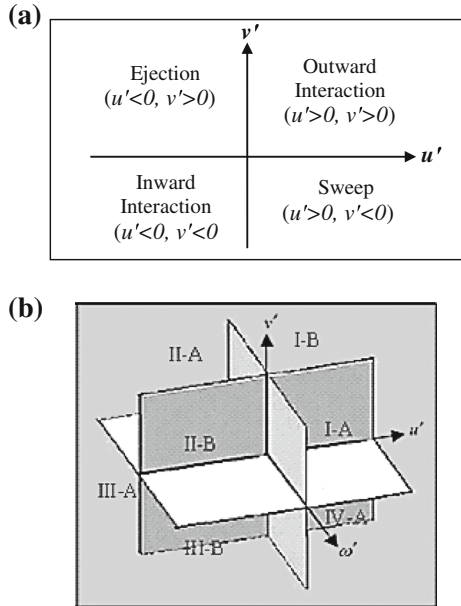 (a)
v'
Ejection
(u'<0, v'>0)
Outward
Interaction
(u'>0, v'>0)
u'
Inward
Interaction
(u'<0, v'<0
Sweep
(u'>0, v'<0)
(b)
v'
II-A
I-B
II-B
I-A
u'
III-A
IV-A
III-B
ω'